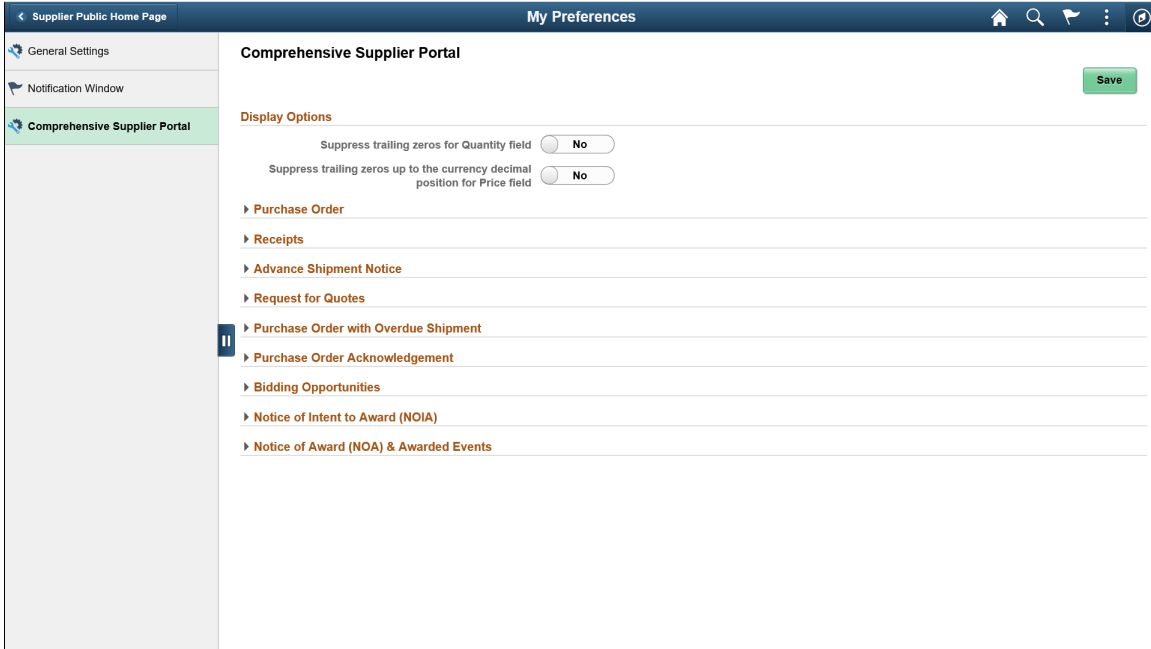 Supplier Public Home Page
My Preferences
General Settings
Notification Window
Comprehensive Supplier Portal
Comprehensive Supplier Portal
Save
Display Options
Suppress trailing zeros for Quantity field No
Suppress trailing zeros up to the currency decimal
position for Price field No
Purchase Order
Receipts
Advance Shipment Notice
Request for Quotes
Purchase Order with Overdue Shipment
Purchase Order Acknowledgement
Bidding Opportunities
Notice of Intent to Award (NOIA)
Notice of Award (NOA) & Awarded Events